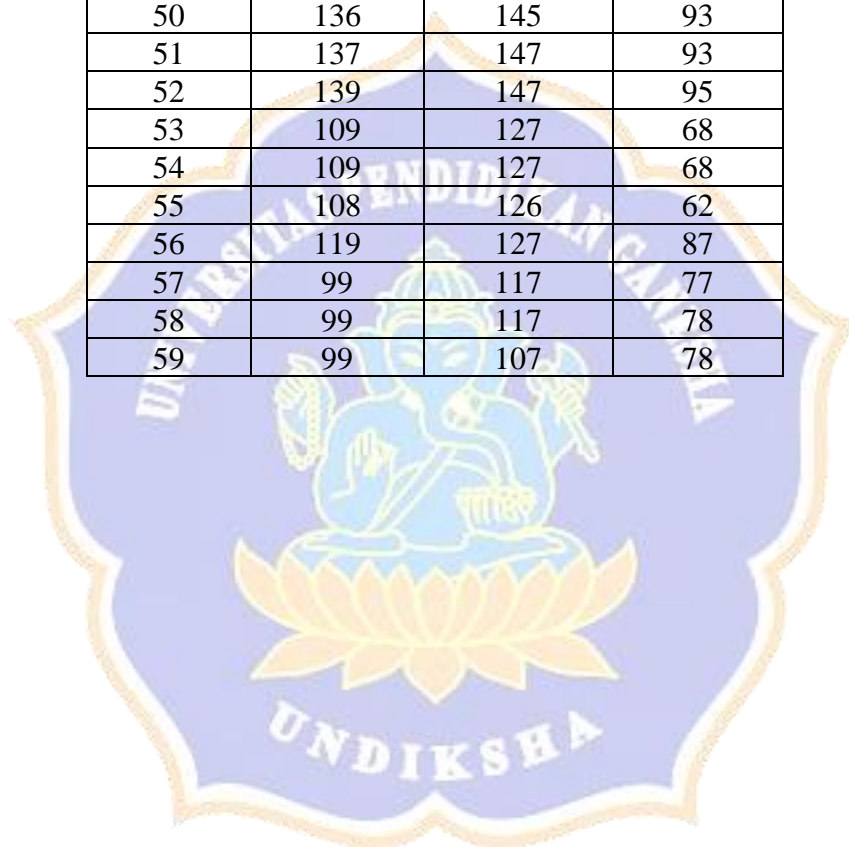 50 136 145 93
51 137 147 93
52 139 147 95
53 109 127 68
54 109 127 68
55 108 126 62
56 119 127 87
57 99 117 77
58 99 117 78
59 99 107 78
UNIVERSITAS PENDIDIKAN GANESHA
UNDIKSHA